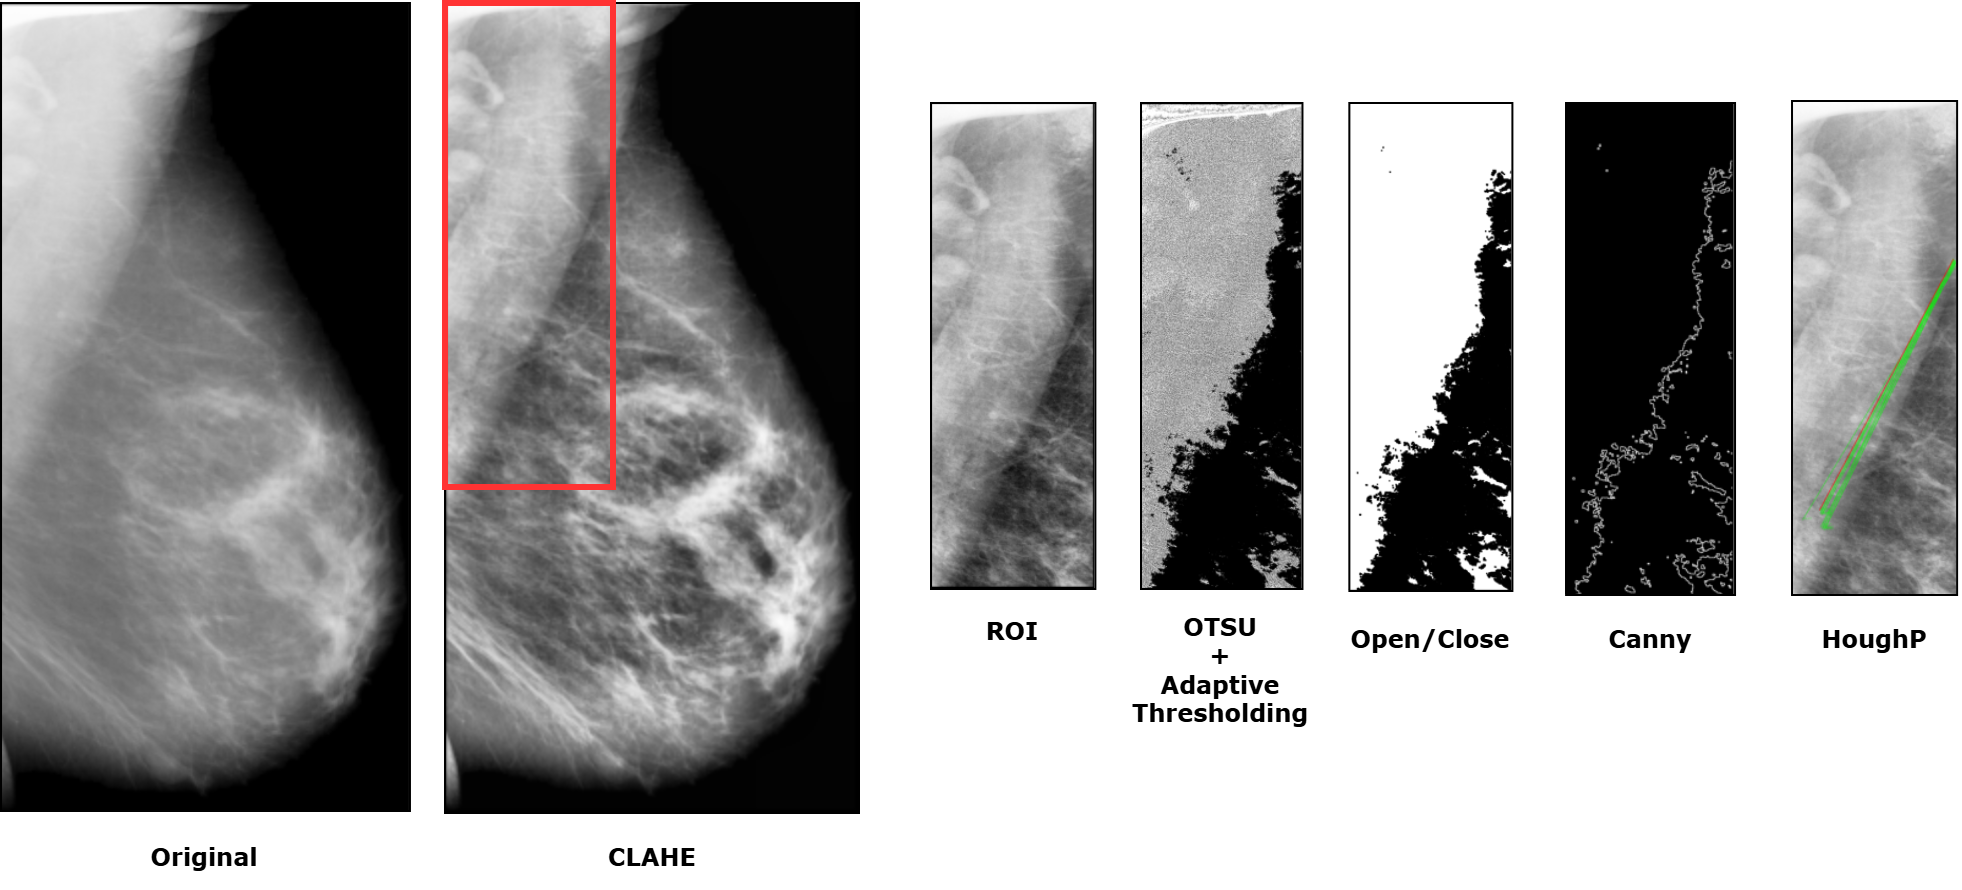 Original
CLAHE
ROI
OTSU
+
Adaptive
Thresholding
Open/Close
Canny
HoughP